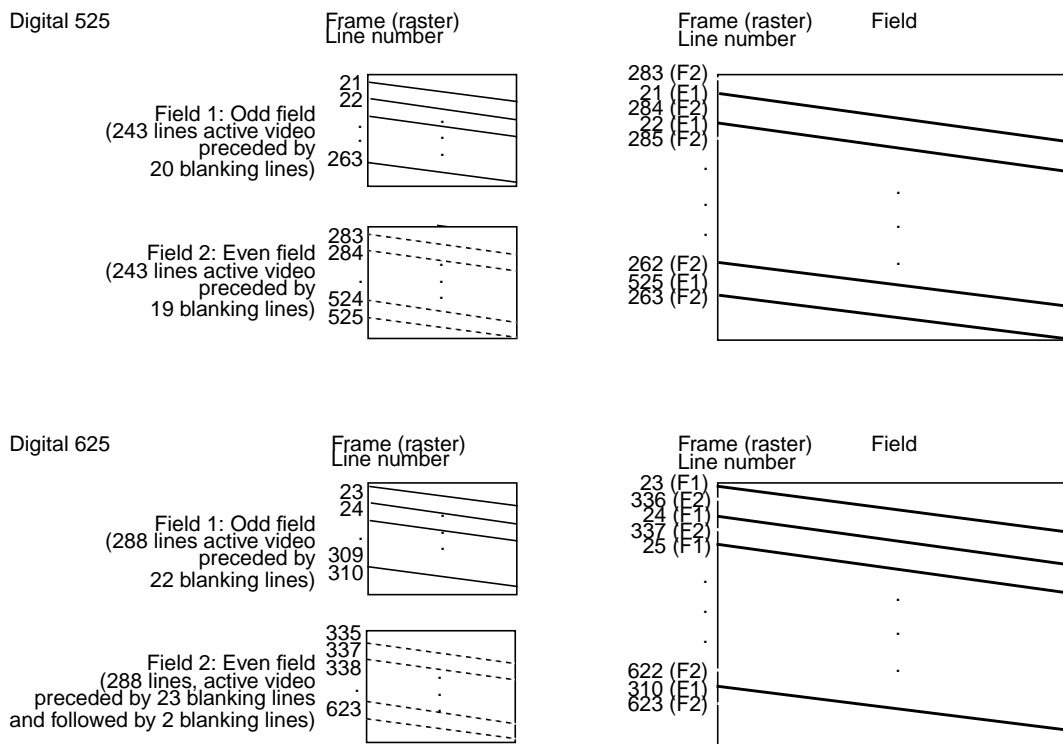 Digital 525
Frame (raster)
Line number
21
22
263
Field 1: Odd field
(243 lines active video
preceded by
20 blanking lines)
283
284
524
525
Field 2: Even field
(243 lines active video
preceded by
19 blanking lines)
Frame (raster)
Line number
Field
283 (F2)
21 (F1)
284 (F2)
22 (F1)
285 (F2)
262 (F2)
525 (F1)
263 (F2)
Digital 625
Frame (raster)
Line number
23
24
309
310
Field 1: Odd field
(288 lines active video
preceded by
22 blanking lines)
335
337
338
623
Field 2: Even field
(288 lines, active video
preceded by 23 blanking lines
and followed by 2 blanking lines)
Frame (raster)
Line number
Field
23 (F1)
336 (F2)
24 (F1)
337 (F2)
25 (F1)
622 (F2)
310 (F1)
623 (F2)